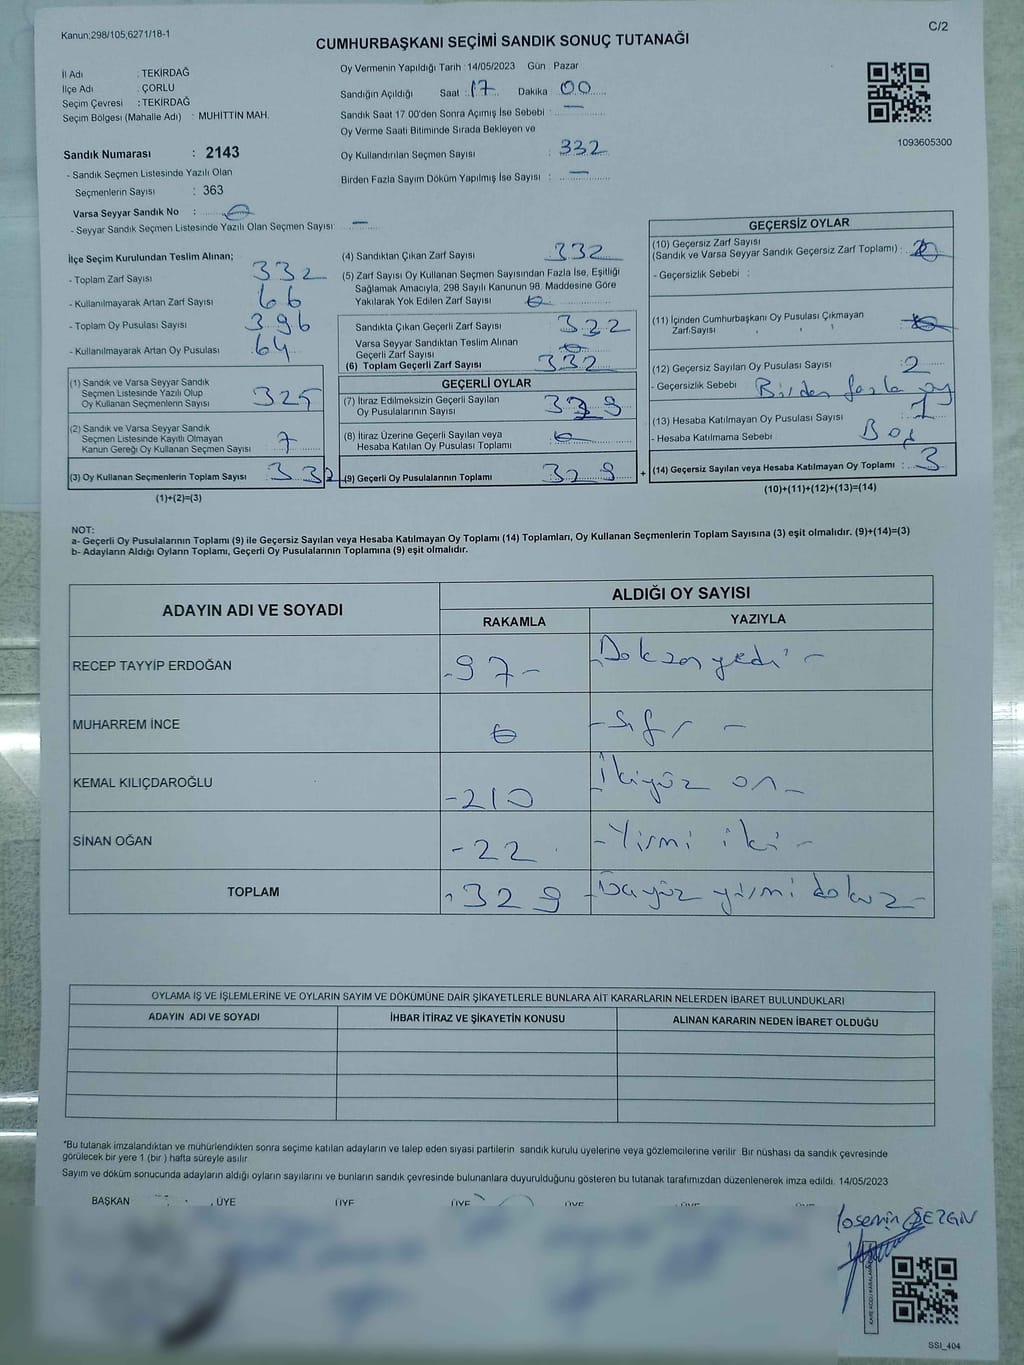 Kanun;298/105;6271/18-1
C/2
CUMHURBAŞKANI SEÇİMİ SANDIK SONUÇ TUTANAĞI
İl Adı : TEKİRDAĞ
İlçe Adı : ÇORLU
Seçim Çevresi : TEKİRDAĞ
Seçim Bölgesi (Mahalle Adı) : MUHİTTİN MAH.
Sandık Numarası : 2143
- Sandık Seçmen Listesinde Yazılı Olan
Seçmenlerin Sayısı : 363
Varsa Seyyar Sandık No : 0
- Seyyar Sandık Seçmen Listesinde Yazılı Olan Seçmen Sayısı: —
Oy Vermenin Yapıldığı Tarih : 14/05/2023 Gün : Pazar
Sandığın Açıldığı Saat : 17 Dakika 00
Sandık Saat 17 00'den Sonra Açımış İse Sebebi : —
Oy Verme Saati Bitiminde Sırada Bekleyen ve
Oy Kullandırılan Seçmen Sayısı : 332
Birden Fazla Sayım Döküm Yapılmış İse Sayısı : —
1093605300
İlçe Seçim Kurulundan Teslim Alınan;
- Toplam Zarf Sayısı 332
- Kullanılmayarak Artan Zarf Sayısı 66
- Toplam Oy Pusulası Sayısı 396
- Kullanılmayarak Artan Oy Pusulası 64
(1) Sandık ve Varsa Seyyar Sandık
Seçmen Listesinde Yazılı Olup
Oy Kullanan Seçmenlerin Sayısı 325
(2) Sandık ve Varsa Seyyar Sandık
Seçmen Listesinde Kayıtlı Olmayan
Kanun Gereği Oy Kullanan Seçmen Sayısı 7
(3) Oy Kullanan Seçmenlerin Toplam Sayısı 332
(1)+(2)=(3)
(4) Sandıktan Çıkan Zarf Sayısı 332
(5) Zarf Sayısı Oy Kullanan Seçmen Sayısından Fazla İse, Eşitliği
Sağlamak Amacıyla, 298 Sayılı Kanunun 98. Maddesine Göre
Yakılarak Yok Edilen Zarf Sayısı : 0
Sandıkta Çıkan Geçerli Zarf Sayısı 332
Varsa Seyyar Sandıktan Teslim Alınan
Geçerli Zarf Sayısı 0
(6) Toplam Geçerli Zarf Sayısı 332
GEÇERLİ OYLAR
(7) İtiraz Edilmeksizin Geçerli Sayılan
Oy Pusulalarının Sayısı 329
(8) İtiraz Üzerine Geçerli Sayılan veya
Hesaba Katılan Oy Pusulası Toplamı 0
(9) Geçerli Oy Pusulalarının Toplamı 329
+
GEÇERSİZ OYLAR
(10) Geçersiz Zarf Sayısı
(Sandık ve Varsa Seyyar Sandık Geçersiz Zarf Toplamı) : 0
- Geçersizlik Sebebi :
(11) İçinden Cumhurbaşkanı Oy Pusulası Çıkmayan
Zarf.Sayısı 0
(12) Geçersiz Sayılan Oy Pusulası Sayısı 2
- Geçersizlik Sebebi Birden fazla oy
(13) Hesaba Katılmayan Oy Pusulası Sayısı 1
- Hesaba Katılmama Sebebi : Boş
(14) Geçersiz Sayılan veya Hesaba Katılmayan Oy Toplamı : 3
(10)+(11)+(12)+(13)=(14)
NOT:
a- Geçerli Oy Pusulalarının Toplamı (9) ile Geçersiz Sayılan veya Hesaba Katılmayan Oy Toplamı (14) Toplamları, Oy Kullanan Seçmenlerin Toplam Sayısına (3) eşit olmalıdır. (9)+(14)=(3)
b- Adayların Aldığı Oyların Toplamı, Geçerli Oy Pusulalarının Toplamına (9) eşit olmalıdır.
ADAYIN ADI VE SOYADI
ALDIĞI OY SAYISI
RAKAMLA YAZIYLA
RECEP TAYYİP ERDOĞAN -97- -Doksan yedi -
MUHARREM İNCE 0 -Sıfır -
KEMAL KILIÇDAROĞLU -210 -İkiyüz on-
SİNAN OĞAN -22 -Yirmi iki -
TOPLAM -329 -Üçyüz yirmi dokuz-
OYLAMA İŞ VE İŞLEMLERİNE VE OYLARIN SAYIM VE DÖKÜMÜNE DAİR ŞİKAYETLERLE BUNLARA AİT KARARLARIN NELERDEN İBARET BULUNDUKLARI
ADAYIN ADI VE SOYADI İHBAR İTİRAZ VE ŞİKAYETİN KONUSU ALINAN KARARIN NEDEN İBARET OLDUĞU
"Bu tutanak imzalandıktan ve mühürlendikten sonra seçime katılan adayların ve talep eden siyasi partilerin sandık kurulu üyelerine veya gözlemcilerine verilir Bir nüshası da sandık çevresinde
görülecek bir yere 1 (bir ) hafta süreyle asılır
Sayım ve döküm sonucunda adayların aldığı oyların sayılarını ve bunların sandık çevresinde bulunanlara duyurulduğunu gösteren bu tutanak tarafımızdan düzenlenerek imza edildi. 14/05/2023
BAŞKAN ÜYE ÜYE ÜYE ÜYE ÜYE
SEZGİN
SSI_404